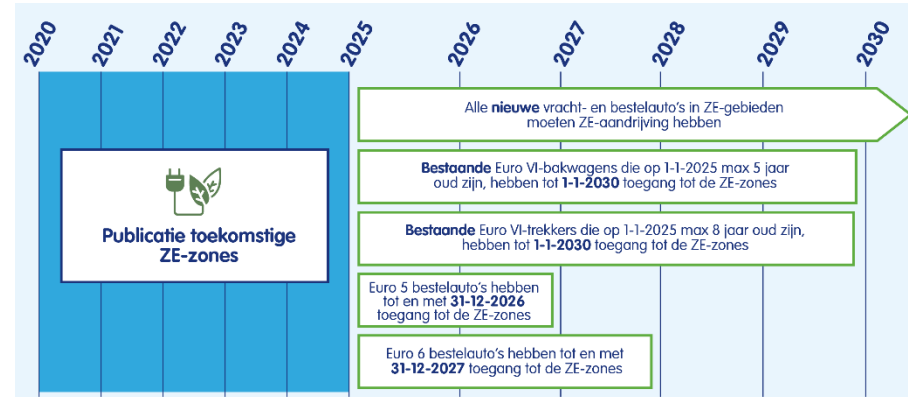 2020
2021
2022
2023
2024
2025
2026
2027
2028
2029
2030
Alle nieuwe vracht- en bestelauto's in ZE-gebieden
moeten ZE-aandrijving hebben
Bestaande Euro VI-bakwagens die op 1-1-2025 max 5 jaar
oud zijn, hebben tot 1-1-2030 toegang tot de ZE-zones
Publicatie toekomstige
ZE-zones
Bestaande Euro VI-trekkers die op 1-1-2025 max 8 jaar oud zijn,
hebben tot 1-1-2030 toegang tot de ZE-zones
Euro 5 bestelauto's hebben
tot en met 31-12-2026
toegang tot de ZE-zones
Euro 6 bestelauto's hebben tot en met
31-12-2027 toegang tot de ZE-zones